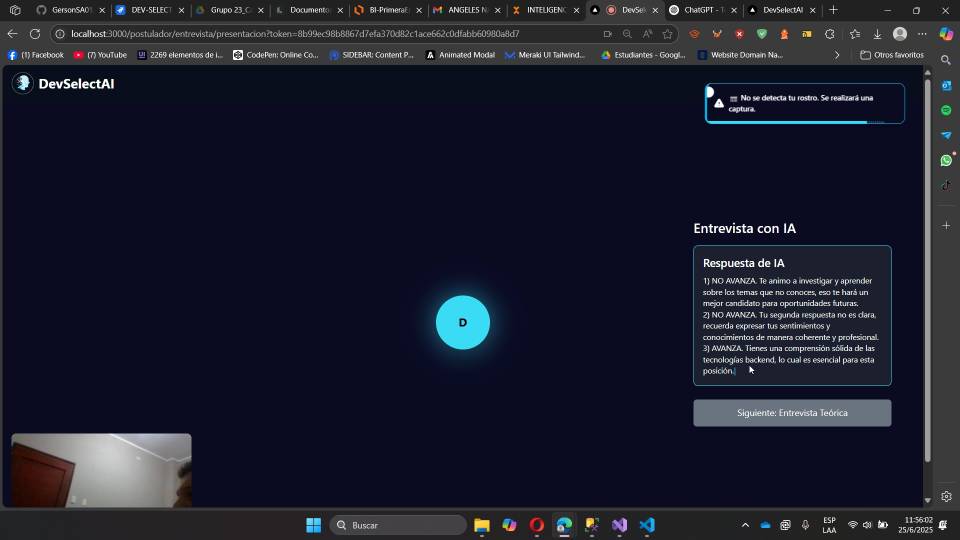 GersonSA01
DEV-SELECT
Grupo 23_Ca
Documento
BI-PrimeraE
ANGELES NA
INTELIGENC
DevSel
ChatGPT - T
DevSelectAI
localhost:3000/postulador/entrevista/presentacion?token=8b99ec98b8867d7efa370d82c1ace662c0dfabb60980a8d7
(1) Facebook
(7) YouTube
2269 elementos de i...
CodePen: Online Co...
SIDEBAR: Content P...
Animated Modal
Meraki UI Tailwind...
Estudiantes - Googl...
Website Domain Na...
Otros favoritos
DevSelectAI
No se detecta tu rostro. Se realizará una
captura.
Entrevista con IA
Respuesta de IA
1) NO AVANZA. Te animo a investigar y aprender
sobre los temas que no conoces, eso te hará un
mejor candidato para oportunidades futuras.
2) NO AVANZA. Tu segunda respuesta no es clara,
recuerda expresar tus sentimientos y
conocimientos de manera coherente y profesional.
3) AVANZA. Tienes una comprensión sólida de las
tecnologías backend, lo cual es esencial para esta
posición.
D
Siguiente: Entrevista Teórica
Buscar
ESP
LAA
11:56:02
25/6/2025